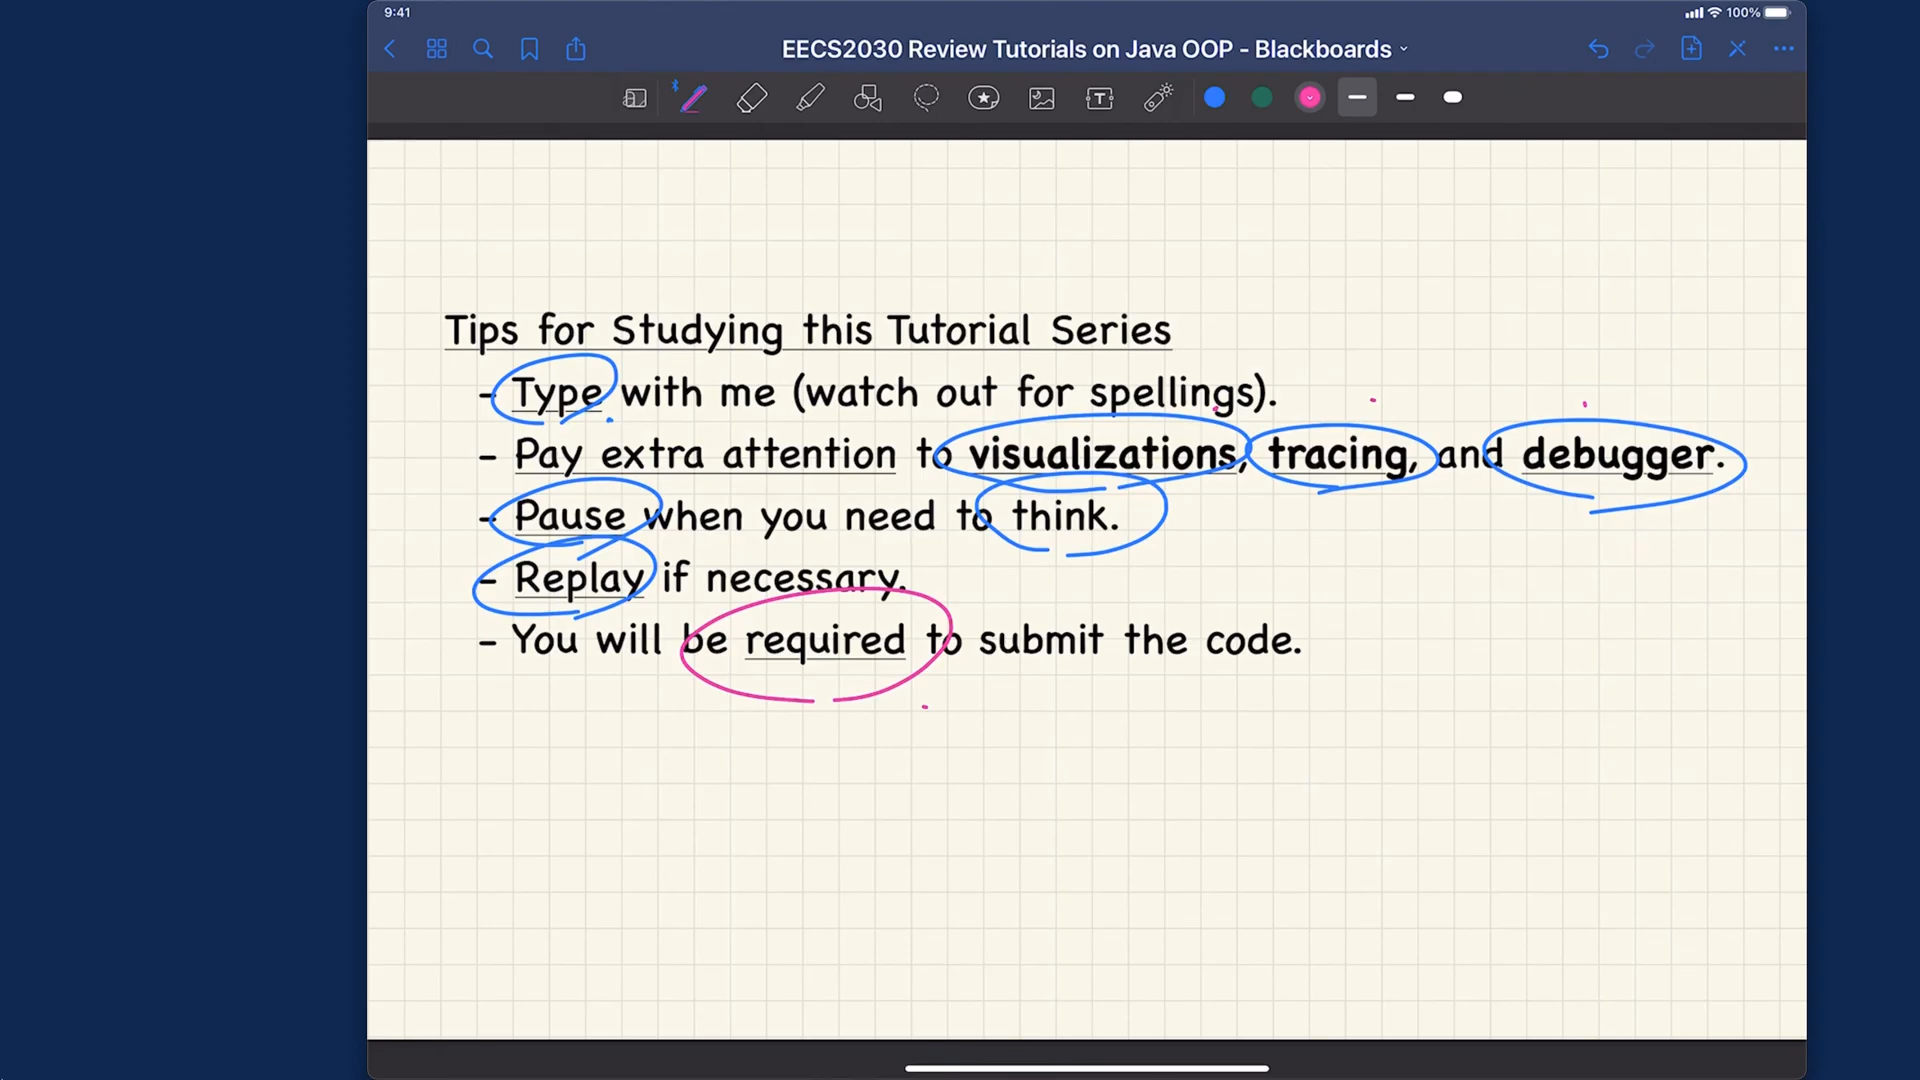 9:41
100%
EECS2030 Review Tutorials on Java OOP - Blackboards
Tips for Studying this Tutorial Series
- Type with me (watch out for spellings).
- Pay extra attention to visualizations, tracing, and debugger.
- Pause when you need to think.
- Replay if necessary.
- You will be required to submit the code.